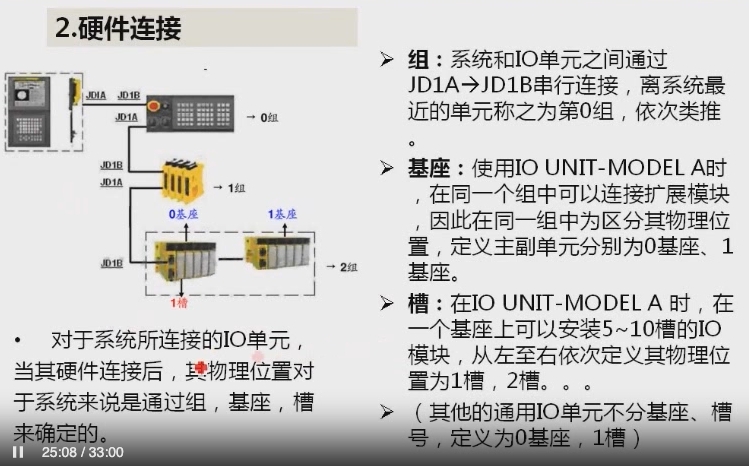 2.硬件连接
JDIA JD1B
JD1A
→ 0组
JD1B
JD1A
→ 1组
0基座 1基座
JD1B
→ 2组
1槽
• 对于系统所连接的IO单元，
当其硬件连接后，其物理位置对
于系统来说是通过组，基座，槽
来确定的。
➢ 组：系统和IO单元之间通过
JD1A→JD1B串行连接，离系统最
近的单元称之为第0组，依次类推
。
➢ 基座：使用IO UNIT-MODEL A时
，在同一个组中可以连接扩展模块
，因此在同一组中为区分其物理位
置，定义主副单元分别为0基座、1
基座。
➢ 槽：在IO UNIT-MODEL A 时，在
一个基座上可以安装5~10槽的IO
模块，从左至右依次定义其物理位
置为1槽，2槽。。。
➢ （其他的通用IO单元不分基座、槽
号，定义为0基座，1槽）
25:08 / 33:00